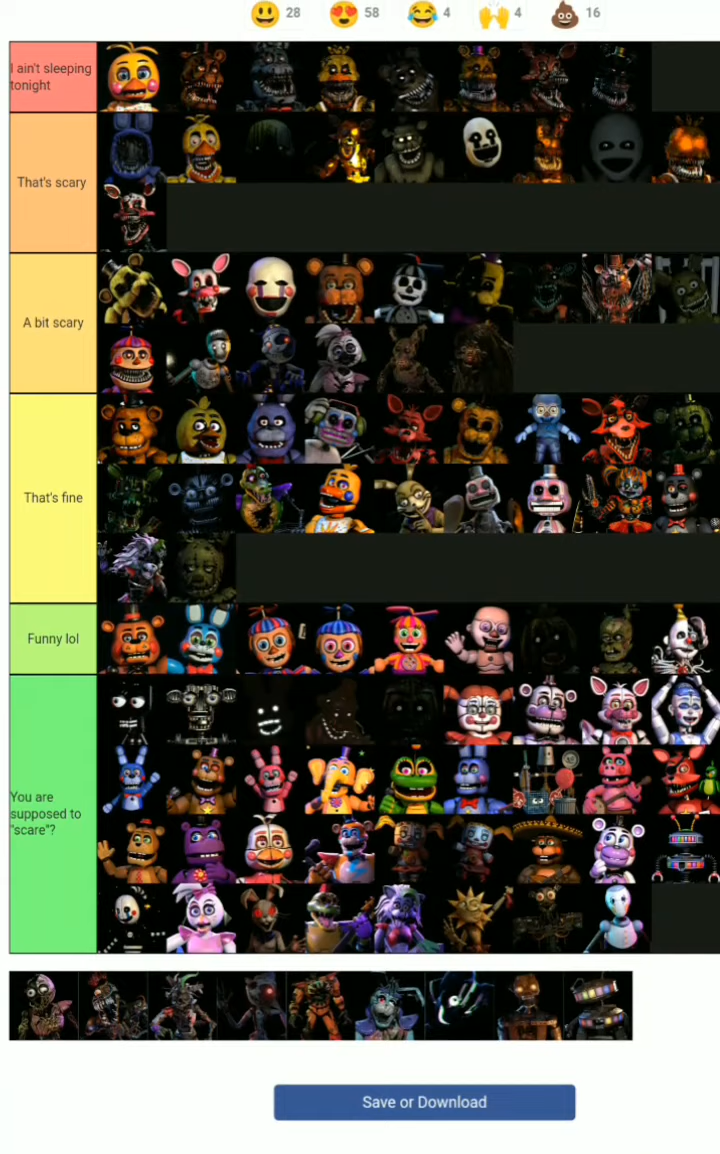 28 58 4 4 16
I ain't sleeping
tonight
That's scary
A bit scary
That's fine
Funny lol
You are
supposed to
"scare"?
Save or Download